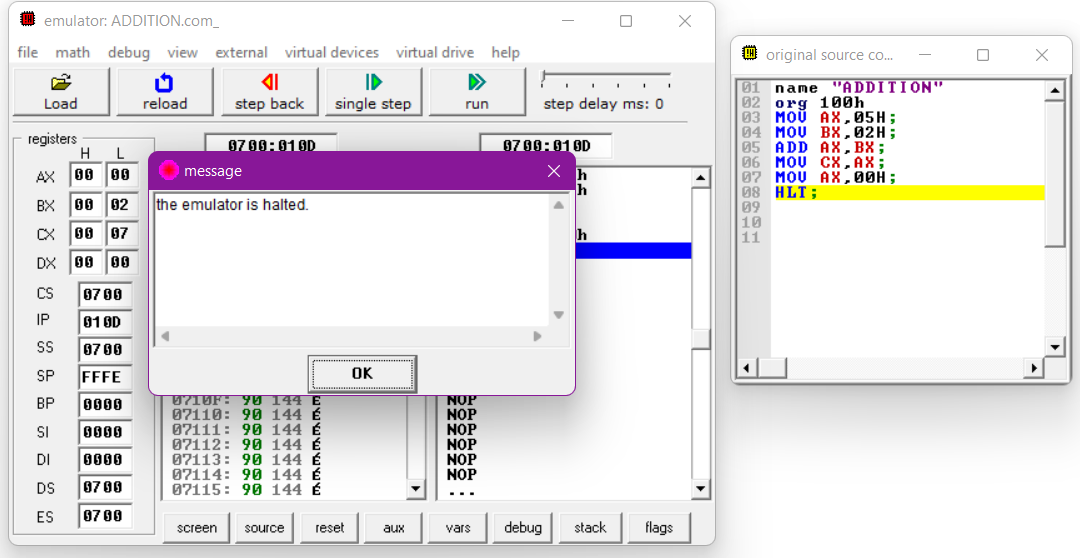 emulator: ADDITION.com_
file math debug view external virtual devices virtual drive help
Load reload step back single step run step delay ms: 0
registers
H L
0700:010D 0700:010D
AX 00 00
BX 00 02
CX 00 07
DX 00 00
CS 0700
IP 010D
SS 0700
SP FFFE
BP 0000
SI 0000
DI 0000
DS 0700
ES 0700
h
h
h
message
the emulator is halted.
OK
0710F: 90 144 É NOP
07110: 90 144 É NOP
07111: 90 144 É NOP
07112: 90 144 É NOP
07113: 90 144 É NOP
07114: 90 144 É NOP
07115: 90 144 É ...
screen source reset aux vars debug stack flags
original source co...
01 name "ADDITION"
02 org 100h
03 MOV AX,05H;
04 MOV BX,02H;
05 ADD AX,BX;
06 MOV CX,AX;
07 MOV AX,00H;
08 HLT;
09
10
11